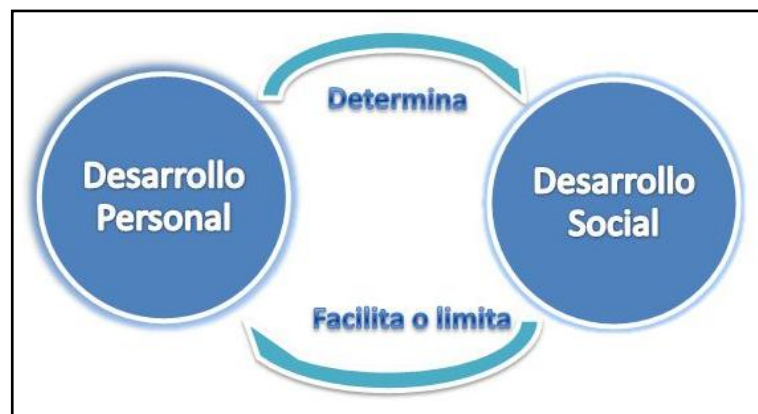 Determina
Desarrollo
Personal
Desarrollo
Social
Facilita o limita